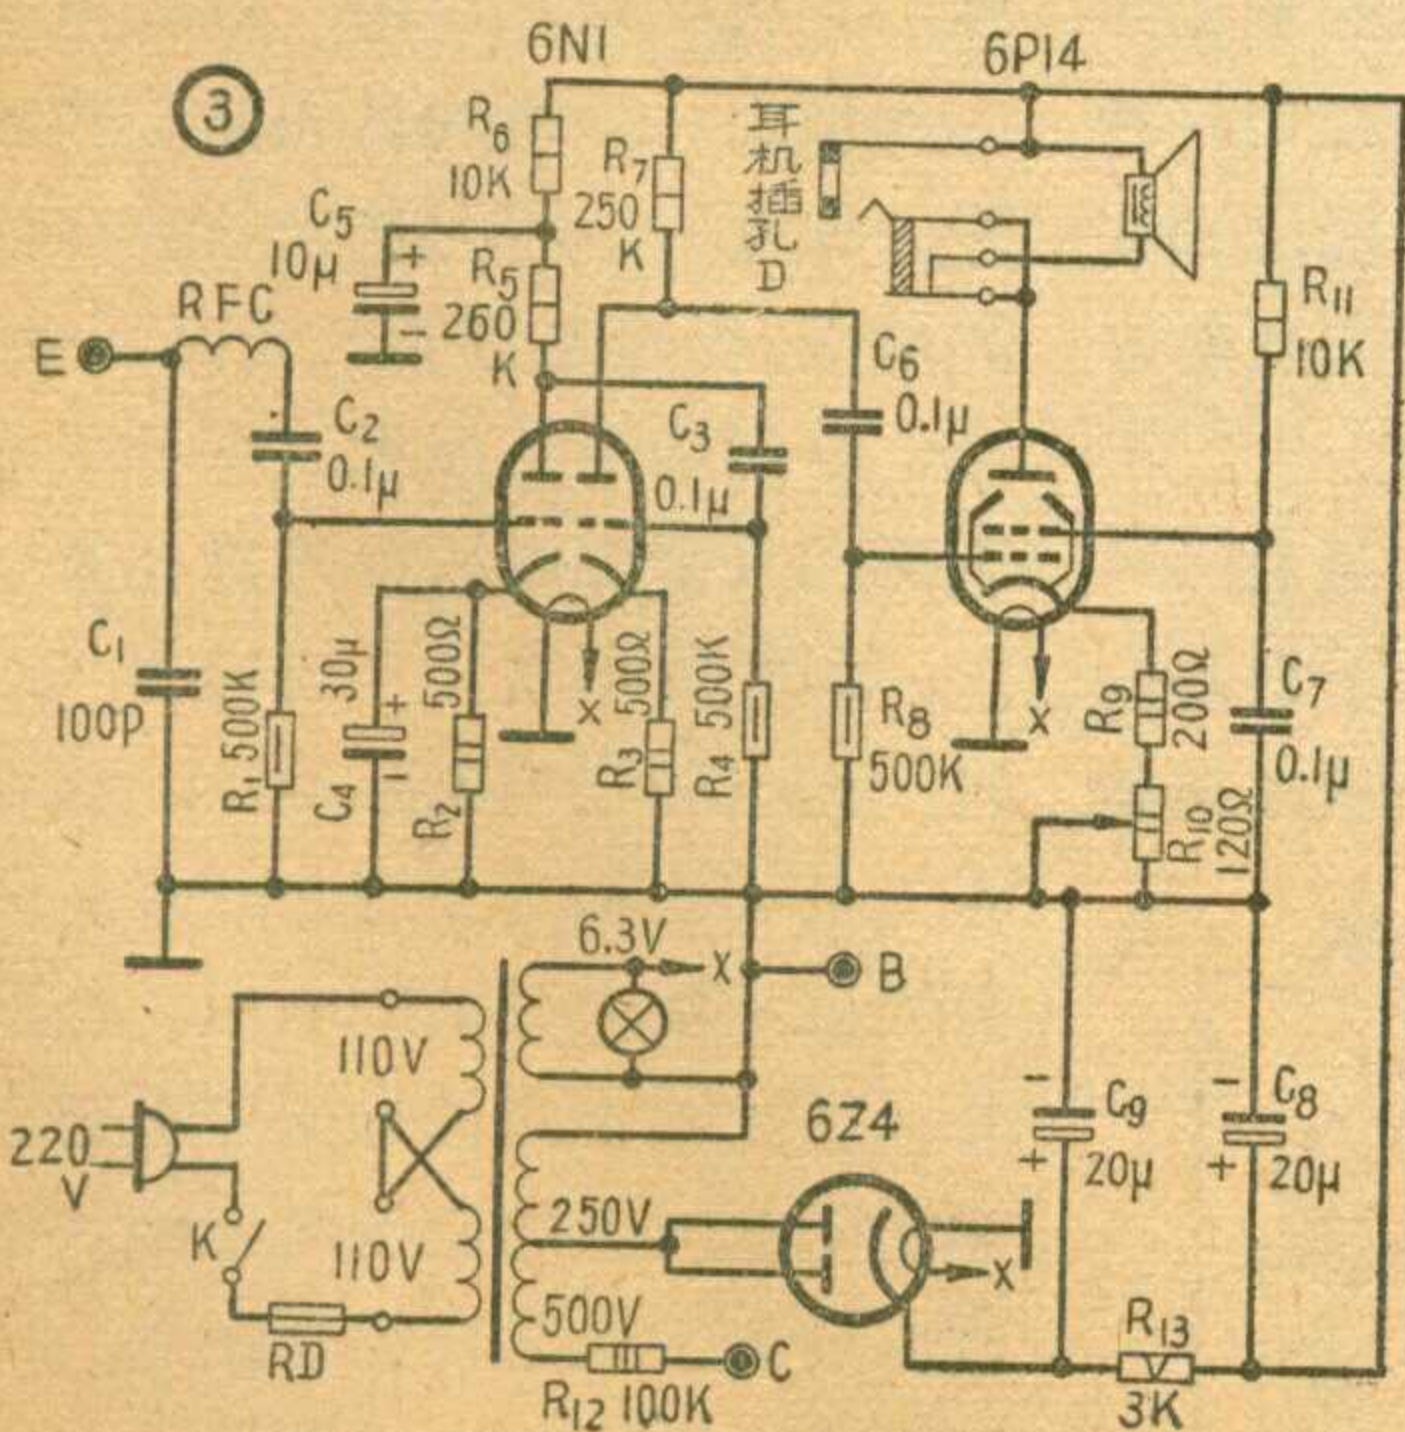 ③
6N1
6P14
R6
10K
R7
250
K
耳机插孔D
C5
10μ
+
-
R5
260
K
RFC
E
C2
0.1μ
C3
0.1μ
C6
0.1μ
R11
10K
C1
100P
R1 500K
C4 30μ
+
-
R2 500Ω
X
R3 500Ω
R4 500K
R8
500K
X
R9 200Ω
R10 120Ω
C7
0.1μ
6.3V
X
B
110V
220
V
K
110V
RD
250V
500V
R12 100K
C
6Z4
X
-
C9
+
20μ
-
C8
+
20μ
R13
3K